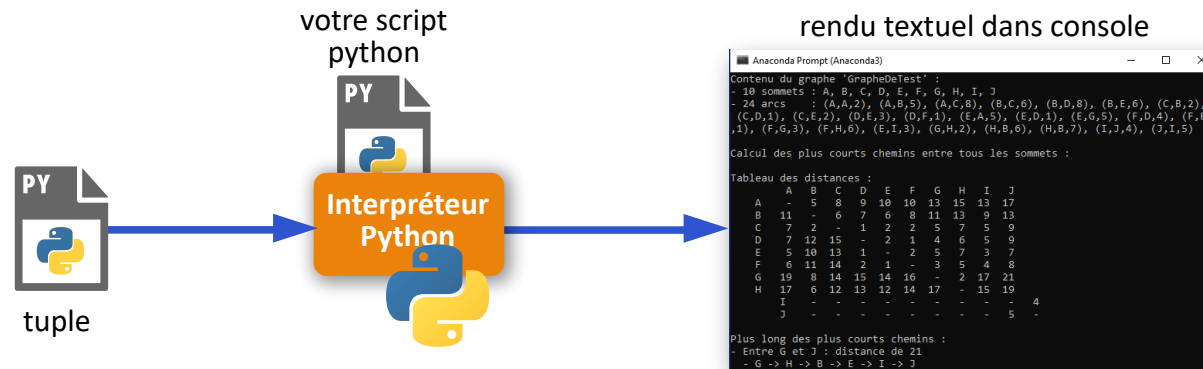 votre script
python
rendu textuel dans console
PY
PY
Interpréteur
Python
tuple
Anaconda Prompt (Anaconda3)
Contenu du graphe 'GrapheDeTest' :
- 10 sommets : A, B, C, D, E, F, G, H, I, J
- 24 arcs    : (A,A,2), (A,B,5), (A,C,8), (B,C,6), (B,D,8), (B,E,6), (C,B,2),
(C,D,1), (C,E,2), (D,E,3), (D,F,1), (E,A,5), (E,D,1), (E,G,5), (F,D,4), (F,E
,1), (F,G,3), (F,H,6), (E,I,3), (G,H,2), (H,B,6), (H,B,7), (I,J,4), (J,I,5)
Calcul des plus courts chemins entre tous les sommets :
Tableau des distances :
A B C D E F G H I J
A - 5 8 9 10 10 13 15 13 17
B 11 - 6 7 6 8 11 13 9 13
C 7 2 - 1 2 2 5 7 5 9
D 7 12 15 - 2 1 4 6 5 9
E 5 10 13 1 - 2 5 7 3 7
F 6 11 14 2 1 - 3 5 4 8
G 19 8 14 15 14 16 - 2 17 21
H 17 6 12 13 12 14 17 - 15 19
I - - - - - - - - - 4
J - - - - - - - - 5 -
Plus long des plus courts chemins :
- Entre G et J : distance de 21
- G -> H -> B -> E -> I -> J